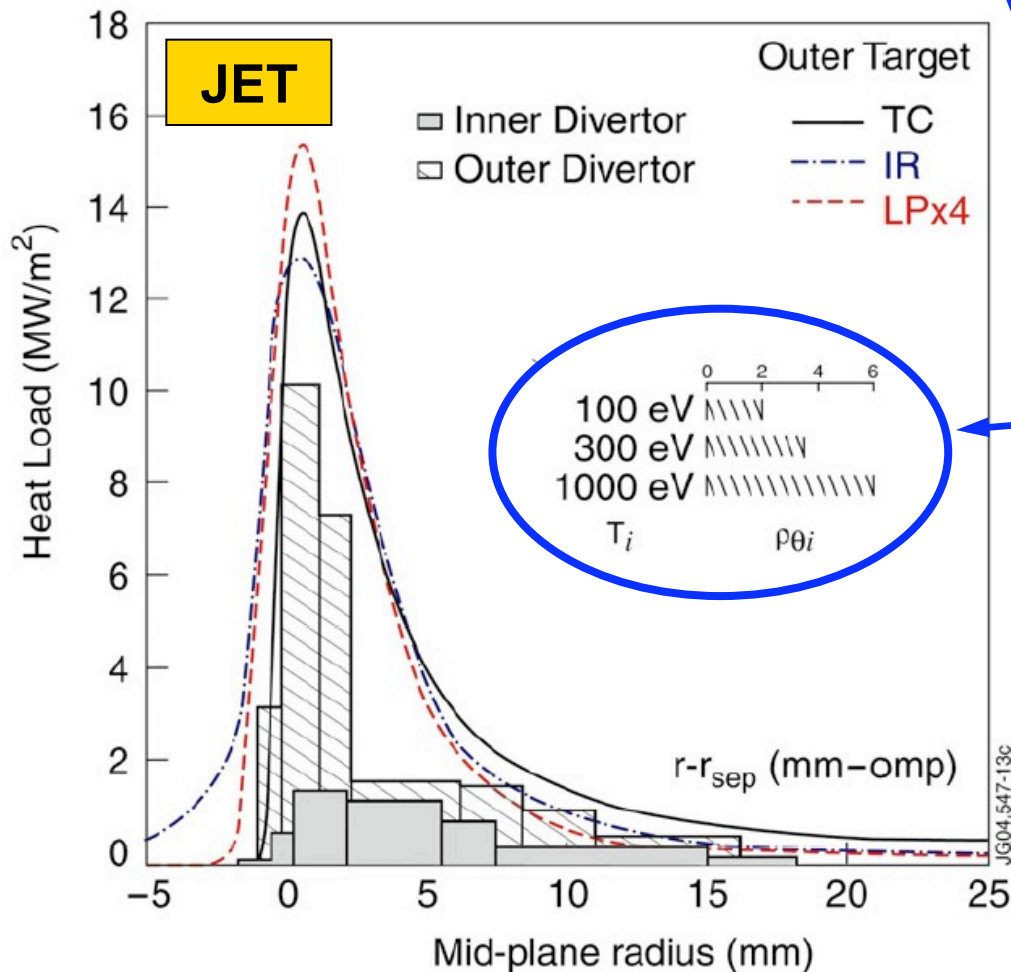 JET
Outer Target
TC
IR
LPx4
Inner Divertor
Outer Divertor
Heat Load (MW/m²)
18
16
14
12
10
8
6
4
2
0
0 2 4 6
100 eV
300 eV
1000 eV
Tᵢ ρθi
r-rsep (mm–omp)
JG04.547-13c
−5 0 5 10 15 20 25
Mid-plane radius (mm)